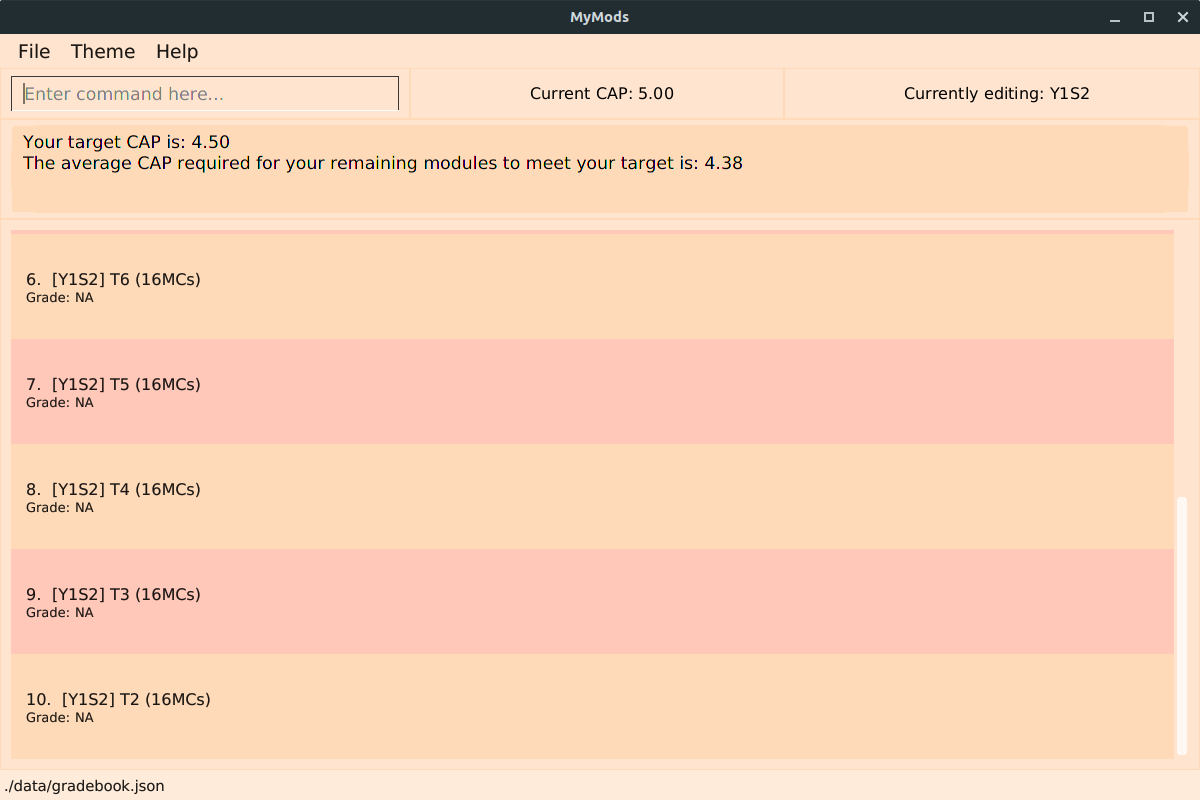 MyMods
File Theme Help
Enter command here...
Current CAP: 5.00
Currently editing: Y1S2
Your target CAP is: 4.50
The average CAP required for your remaining modules to meet your target is: 4.38
6. [Y1S2] T6 (16MCs)
Grade: NA
7. [Y1S2] T5 (16MCs)
Grade: NA
8. [Y1S2] T4 (16MCs)
Grade: NA
9. [Y1S2] T3 (16MCs)
Grade: NA
10. [Y1S2] T2 (16MCs)
Grade: NA
./data/gradebook.json